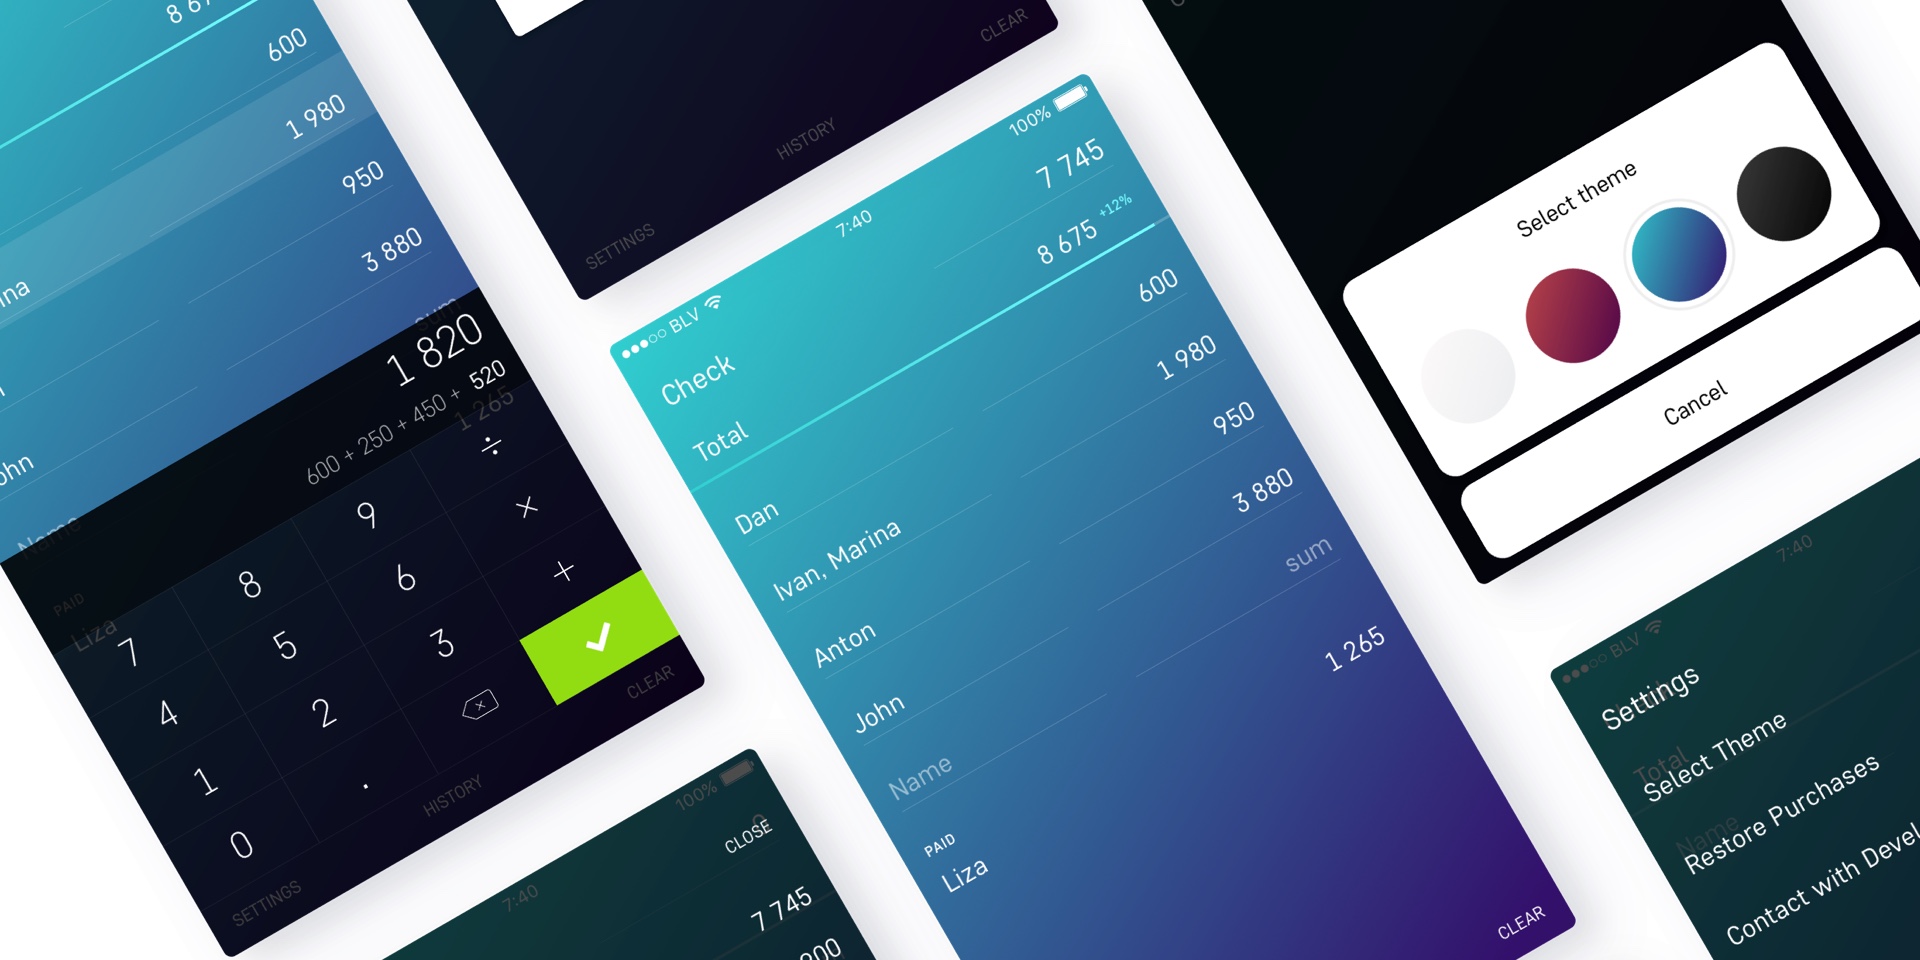 8 67
600
1 980
950
3 880
ina
ohn
Name
sum
1 820
600 + 250 + 450 + 520
1 265
PAID
Liza
7 8 9 ÷
4 5 6 ×
1 2 3 +
0 .
SETTINGS HISTORY CLEAR
SETTINGS HISTORY CLEAR
BLV 7:40 100%
Check 7 745
Total 8 675 +12%
Dan 600
Ivan, Marina 1 980
Anton 950
John 3 880
Name sum
PAID
Liza 1 265
CLEAR
7:40 100%
CLOSE
7 745
Select theme
Cancel
BLV 7:40
Settings
Total
Select Theme
Name
Restore Purchases
Contact with Devel